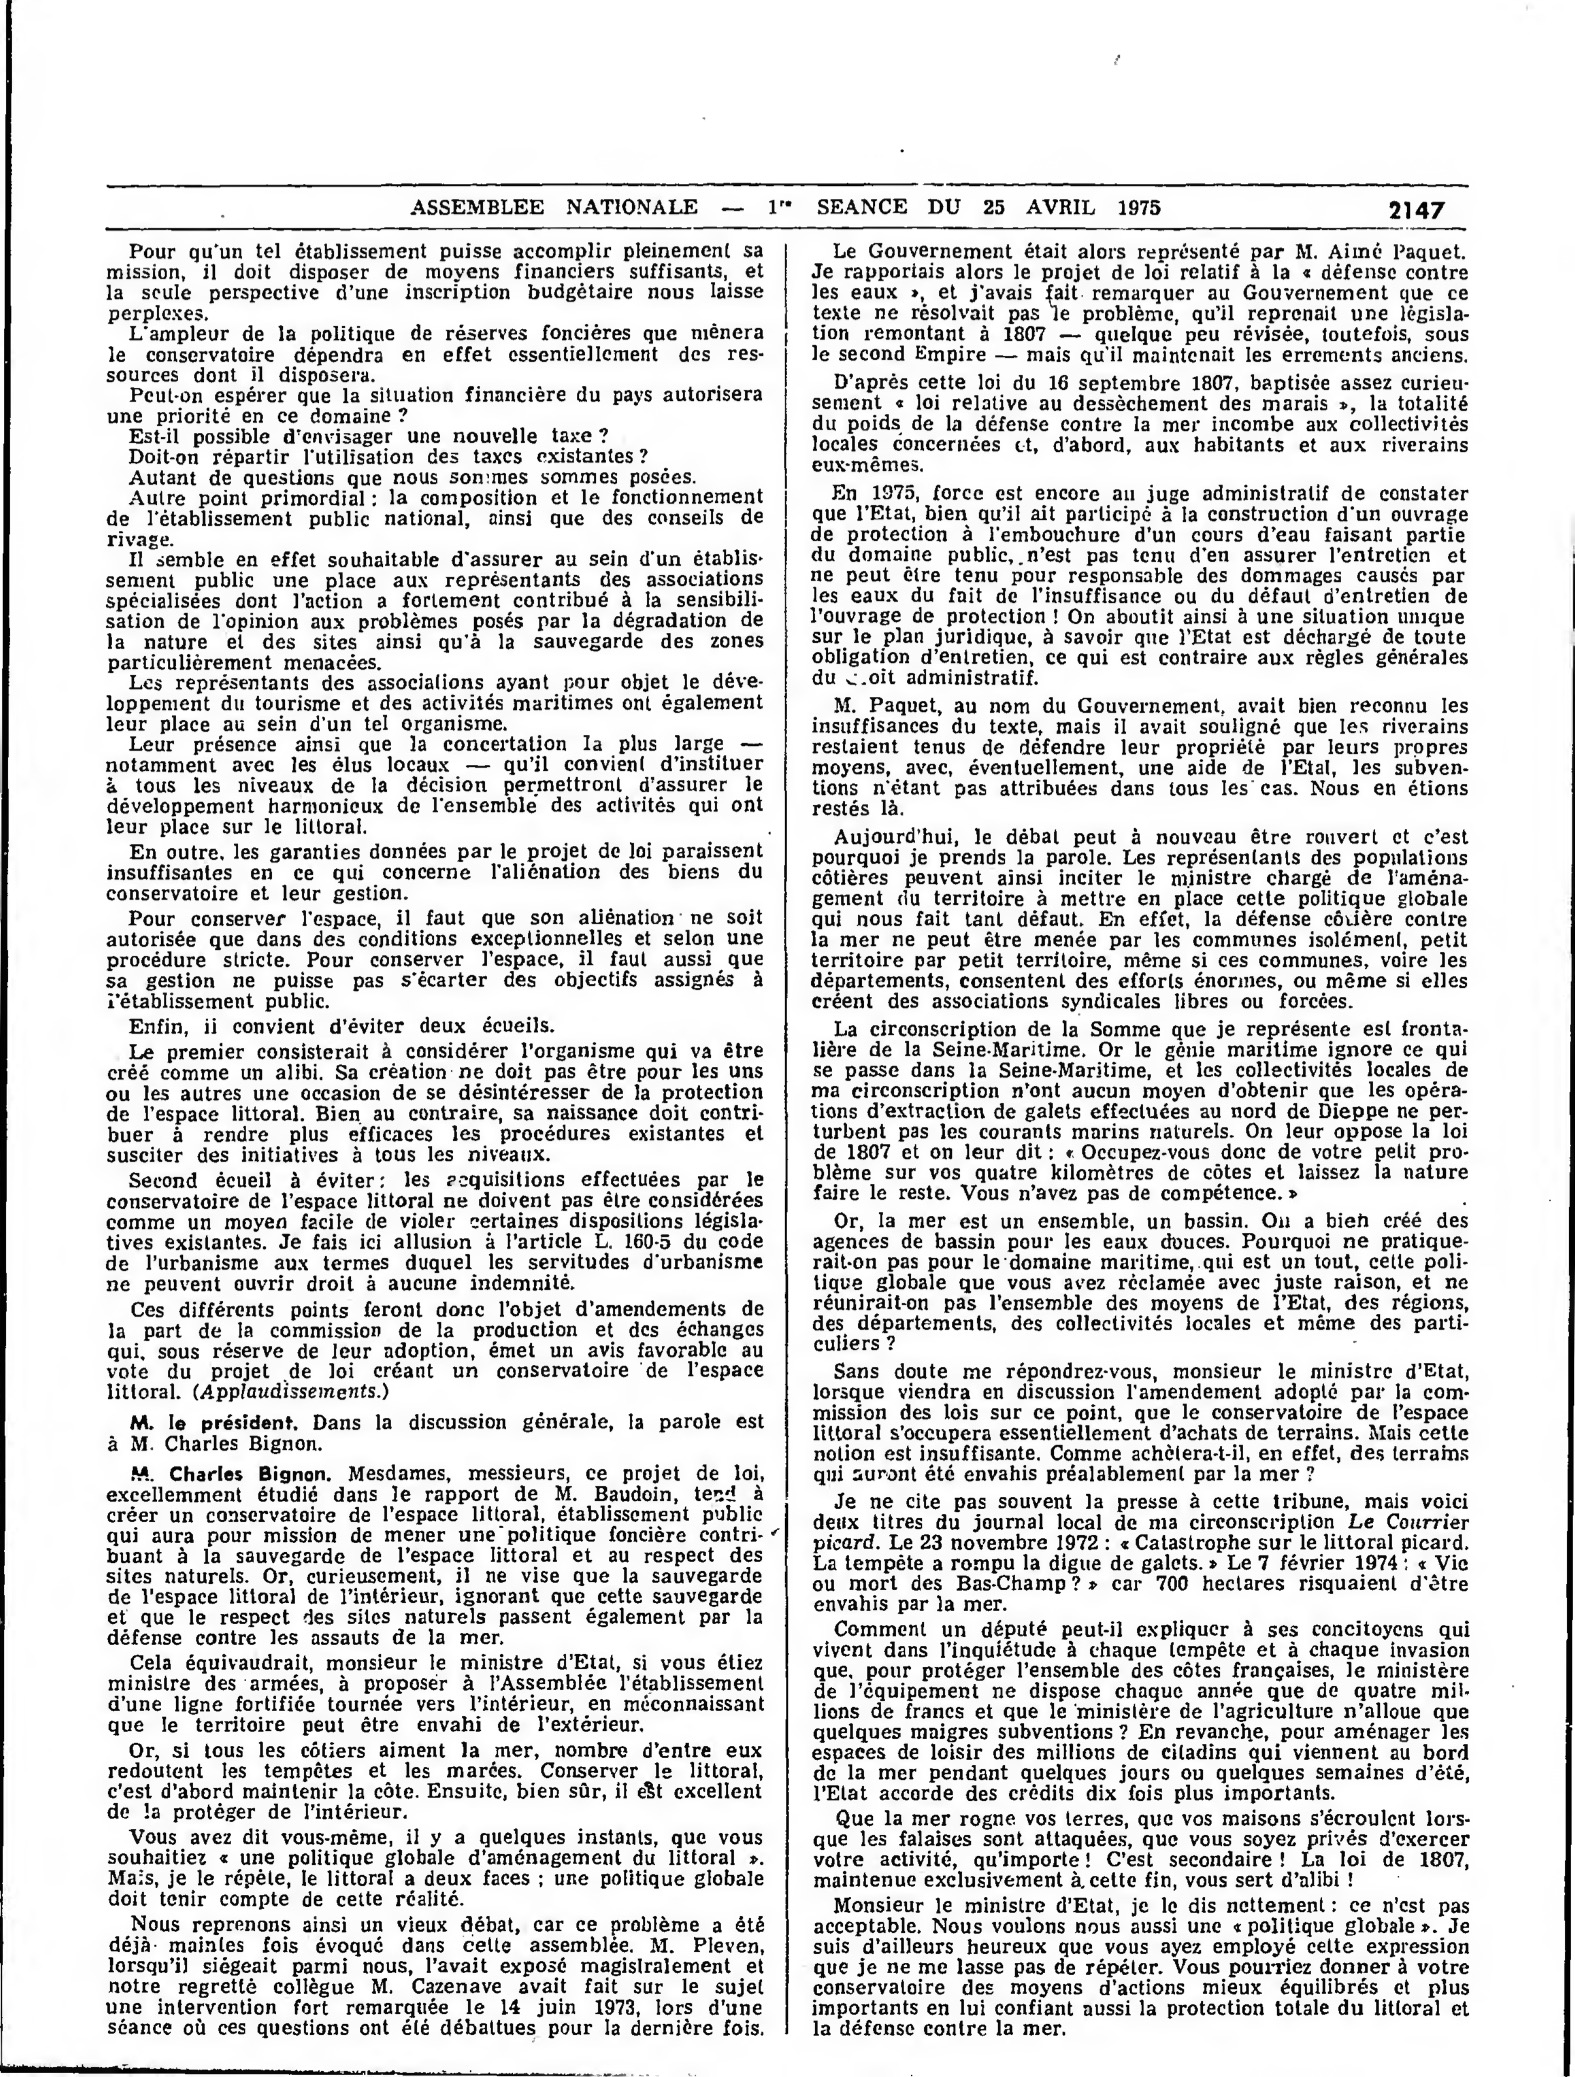 ASSEMBLEE NATIONALE — 1re SEANCE DU 25 AVRIL 1975 2147
Pour qu'un tel établissement puisse accomplir pleinement sa
mission, il doit disposer de moyens financiers suffisants, et
la seule perspective d'une inscription budgétaire nous laisse
perplexes.
L'ampleur de la politique de réserves foncières que mènera
le conservatoire dépendra en effet essentiellement des res-
sources dont il disposera.
Peut-on espérer que la situation financière du pays autorisera
une priorité en ce domaine ?
Est-il possible d'envisager une nouvelle taxe ?
Doit-on répartir l'utilisation des taxes existantes ?
Autant de questions que nous sommes sommes posées.
Autre point primordial : la composition et le fonctionnement
de l'établissement public national, ainsi que des conseils de
rivage.
Il semble en effet souhaitable d'assurer au sein d'un établis-
sement public une place aux représentants des associations
spécialisées dont l'action a fortement contribué à la sensibili-
sation de l'opinion aux problèmes posés par la dégradation de
la nature et des sites ainsi qu'à la sauvegarde des zones
particulièrement menacées.
Les représentants des associations ayant pour objet le déve-
loppement du tourisme et des activités maritimes ont également
leur place au sein d'un tel organisme.
Leur présence ainsi que la concertation la plus large —
notamment avec les élus locaux — qu'il convient d'instituer
à tous les niveaux de la décision permettront d'assurer le
développement harmonieux de l'ensemble des activités qui ont
leur place sur le littoral.
En outre, les garanties données par le projet de loi paraissent
insuffisantes en ce qui concerne l'aliénation des biens du
conservatoire et leur gestion.
Pour conserver l'espace, il faut que son aliénation ne soit
autorisée que dans des conditions exceptionnelles et selon une
procédure stricte. Pour conserver l'espace, il faut aussi que
sa gestion ne puisse pas s'écarter des objectifs assignés à
l'établissement public.
Enfin, il convient d'éviter deux écueils.
Le premier consisterait à considérer l'organisme qui va être
créé comme un alibi. Sa création ne doit pas être pour les uns
ou les autres une occasion de se désintéresser de la protection
de l'espace littoral. Bien au contraire, sa naissance doit contri-
buer à rendre plus efficaces les procédures existantes et
susciter des initiatives à tous les niveaux.
Second écueil à éviter : les acquisitions effectuées par le
conservatoire de l'espace littoral ne doivent pas être considérées
comme un moyen facile de violer certaines dispositions législa-
tives existantes. Je fais ici allusion à l'article L. 160-5 du code
de l'urbanisme aux termes duquel les servitudes d'urbanisme
ne peuvent ouvrir droit à aucune indemnité.
Ces différents points feront donc l'objet d'amendements de
la part de la commission de la production et des échanges
qui, sous réserve de leur adoption, émet un avis favorable au
vote du projet de loi créant un conservatoire de l'espace
littoral. (Applaudissements.)
M. le président. Dans la discussion générale, la parole est
à M. Charles Bignon.
M. Charles Bignon. Mesdames, messieurs, ce projet de loi,
excellemment étudié dans le rapport de M. Baudoin, tend à
créer un conservatoire de l'espace littoral, établissement public
qui aura pour mission de mener une politique foncière contri-
buant à la sauvegarde de l'espace littoral et au respect des
sites naturels. Or, curieusement, il ne vise que la sauvegarde
de l'espace littoral de l'intérieur, ignorant que cette sauvegarde
et que le respect des sites naturels passent également par la
défense contre les assauts de la mer.
Cela équivaudrait, monsieur le ministre d'Etat, si vous étiez
ministre des armées, à proposer à l'Assemblée l'établissement
d'une ligne fortifiée tournée vers l'intérieur, en méconnaissant
que le territoire peut être envahi de l'extérieur.
Or, si tous les côtiers aiment la mer, nombre d'entre eux
redoutent les tempêtes et les marées. Conserver le littoral,
c'est d'abord maintenir la côte. Ensuite, bien sûr, il est excellent
de la protéger de l'intérieur.
Vous avez dit vous-même, il y a quelques instants, que vous
souhaitiez « une politique globale d'aménagement du littoral ».
Mais, je le répète, le littoral a deux faces ; une politique globale
doit tenir compte de cette réalité.
Nous reprenons ainsi un vieux débat, car ce problème a été
déjà maintes fois évoqué dans cette assemblée. M. Pleven,
lorsqu'il siégeait parmi nous, l'avait exposé magistralement et
notre regretté collègue M. Cazenave avait fait sur le sujet
une intervention fort remarquée le 14 juin 1973, lors d'une
séance où ces questions ont été débattues pour la dernière fois.
Le Gouvernement était alors représenté par M. Aimé Paquet.
Je rapportais alors le projet de loi relatif à la « défense contre
les eaux », et j'avais fait remarquer au Gouvernement que ce
texte ne résolvait pas le problème, qu'il reprenait une législa-
tion remontant à 1807 — quelque peu révisée, toutefois, sous
le second Empire — mais qu'il maintenait les errements anciens.
D'après cette loi du 16 septembre 1807, baptisée assez curieu-
sement « loi relative au dessèchement des marais », la totalité
du poids de la défense contre la mer incombe aux collectivités
locales concernées et, d'abord, aux habitants et aux riverains
eux-mêmes.
En 1975, force est encore au juge administratif de constater
que l'Etat, bien qu'il ait participé à la construction d'un ouvrage
de protection à l'embouchure d'un cours d'eau faisant partie
du domaine public, n'est pas tenu d'en assurer l'entretien et
ne peut être tenu pour responsable des dommages causés par
les eaux du fait de l'insuffisance ou du défaut d'entretien de
l'ouvrage de protection ! On aboutit ainsi à une situation unique
sur le plan juridique, à savoir que l'Etat est déchargé de toute
obligation d'entretien, ce qui est contraire aux règles générales
du droit administratif.
M. Paquet, au nom du Gouvernement, avait bien reconnu les
insuffisances du texte, mais il avait souligné que les riverains
restaient tenus de défendre leur propriété par leurs propres
moyens, avec, éventuellement, une aide de l'Etat, les subven-
tions n'étant pas attribuées dans tous les cas. Nous en étions
restés là.
Aujourd'hui, le débat peut à nouveau être rouvert et c'est
pourquoi je prends la parole. Les représentants des populations
côtières peuvent ainsi inciter le ministre chargé de l'aména-
gement du territoire à mettre en place cette politique globale
qui nous fait tant défaut. En effet, la défense côtière contre
la mer ne peut être menée par les communes isolément, petit
territoire par petit territoire, même si ces communes, voire les
départements, consentent des efforts énormes, ou même si elles
créent des associations syndicales libres ou forcées.
La circonscription de la Somme que je représente est fronta-
lière de la Seine-Maritime. Or le génie maritime ignore ce qui
se passe dans la Seine-Maritime, et les collectivités locales de
ma circonscription n'ont aucun moyen d'obtenir que les opéra-
tions d'extraction de galets effectuées au nord de Dieppe ne per-
turbent pas les courants marins naturels. On leur oppose la loi
de 1807 et on leur dit : « Occupez-vous donc de votre petit pro-
blème sur vos quatre kilomètres de côtes et laissez la nature
faire le reste. Vous n'avez pas de compétence. »
Or, la mer est un ensemble, un bassin. On a bien créé des
agences de bassin pour les eaux douces. Pourquoi ne pratique-
rait-on pas pour le domaine maritime, qui est un tout, cette poli-
tique globale que vous avez réclamée avec juste raison, et ne
réunirait-on pas l'ensemble des moyens de l'Etat, des régions,
des départements, des collectivités locales et même des parti-
culiers ?
Sans doute me répondrez-vous, monsieur le ministre d'Etat,
lorsque viendra en discussion l'amendement adopté par la com-
mission des lois sur ce point, que le conservatoire de l'espace
littoral s'occupera essentiellement d'achats de terrains. Mais cette
notion est insuffisante. Comme achètera-t-il, en effet, des terrains
qui auront été envahis préalablement par la mer ?
Je ne cite pas souvent la presse à cette tribune, mais voici
deux titres du journal local de ma circonscription Le Courrier
picard. Le 23 novembre 1972 : « Catastrophe sur le littoral picard.
La tempête a rompu la digue de galets. » Le 7 février 1974 : « Vie
ou mort des Bas-Champ ? » car 700 hectares risquaient d'être
envahis par la mer.
Comment un député peut-il expliquer à ses concitoyens qui
vivent dans l'inquiétude à chaque tempête et à chaque invasion
que, pour protéger l'ensemble des côtes françaises, le ministère
de l'équipement ne dispose chaque année que de quatre mil-
lions de francs et que le ministère de l'agriculture n'alloue que
quelques maigres subventions ? En revanche, pour aménager les
espaces de loisir des millions de citadins qui viennent au bord
de la mer pendant quelques jours ou quelques semaines d'été,
l'Etat accorde des crédits dix fois plus importants.
Que la mer rogne vos terres, que vos maisons s'écroulent lors-
que les falaises sont attaquées, que vous soyez privés d'exercer
votre activité, qu'importe ! C'est secondaire ! La loi de 1807,
maintenue exclusivement à cette fin, vous sert d'alibi !
Monsieur le ministre d'Etat, je le dis nettement : ce n'est pas
acceptable. Nous voulons nous aussi une « politique globale ». Je
suis d'ailleurs heureux que vous ayez employé cette expression
que je ne me lasse pas de répéter. Vous pourriez donner à votre
conservatoire des moyens d'actions mieux équilibrés et plus
importants en lui confiant aussi la protection totale du littoral et
la défense contre la mer.